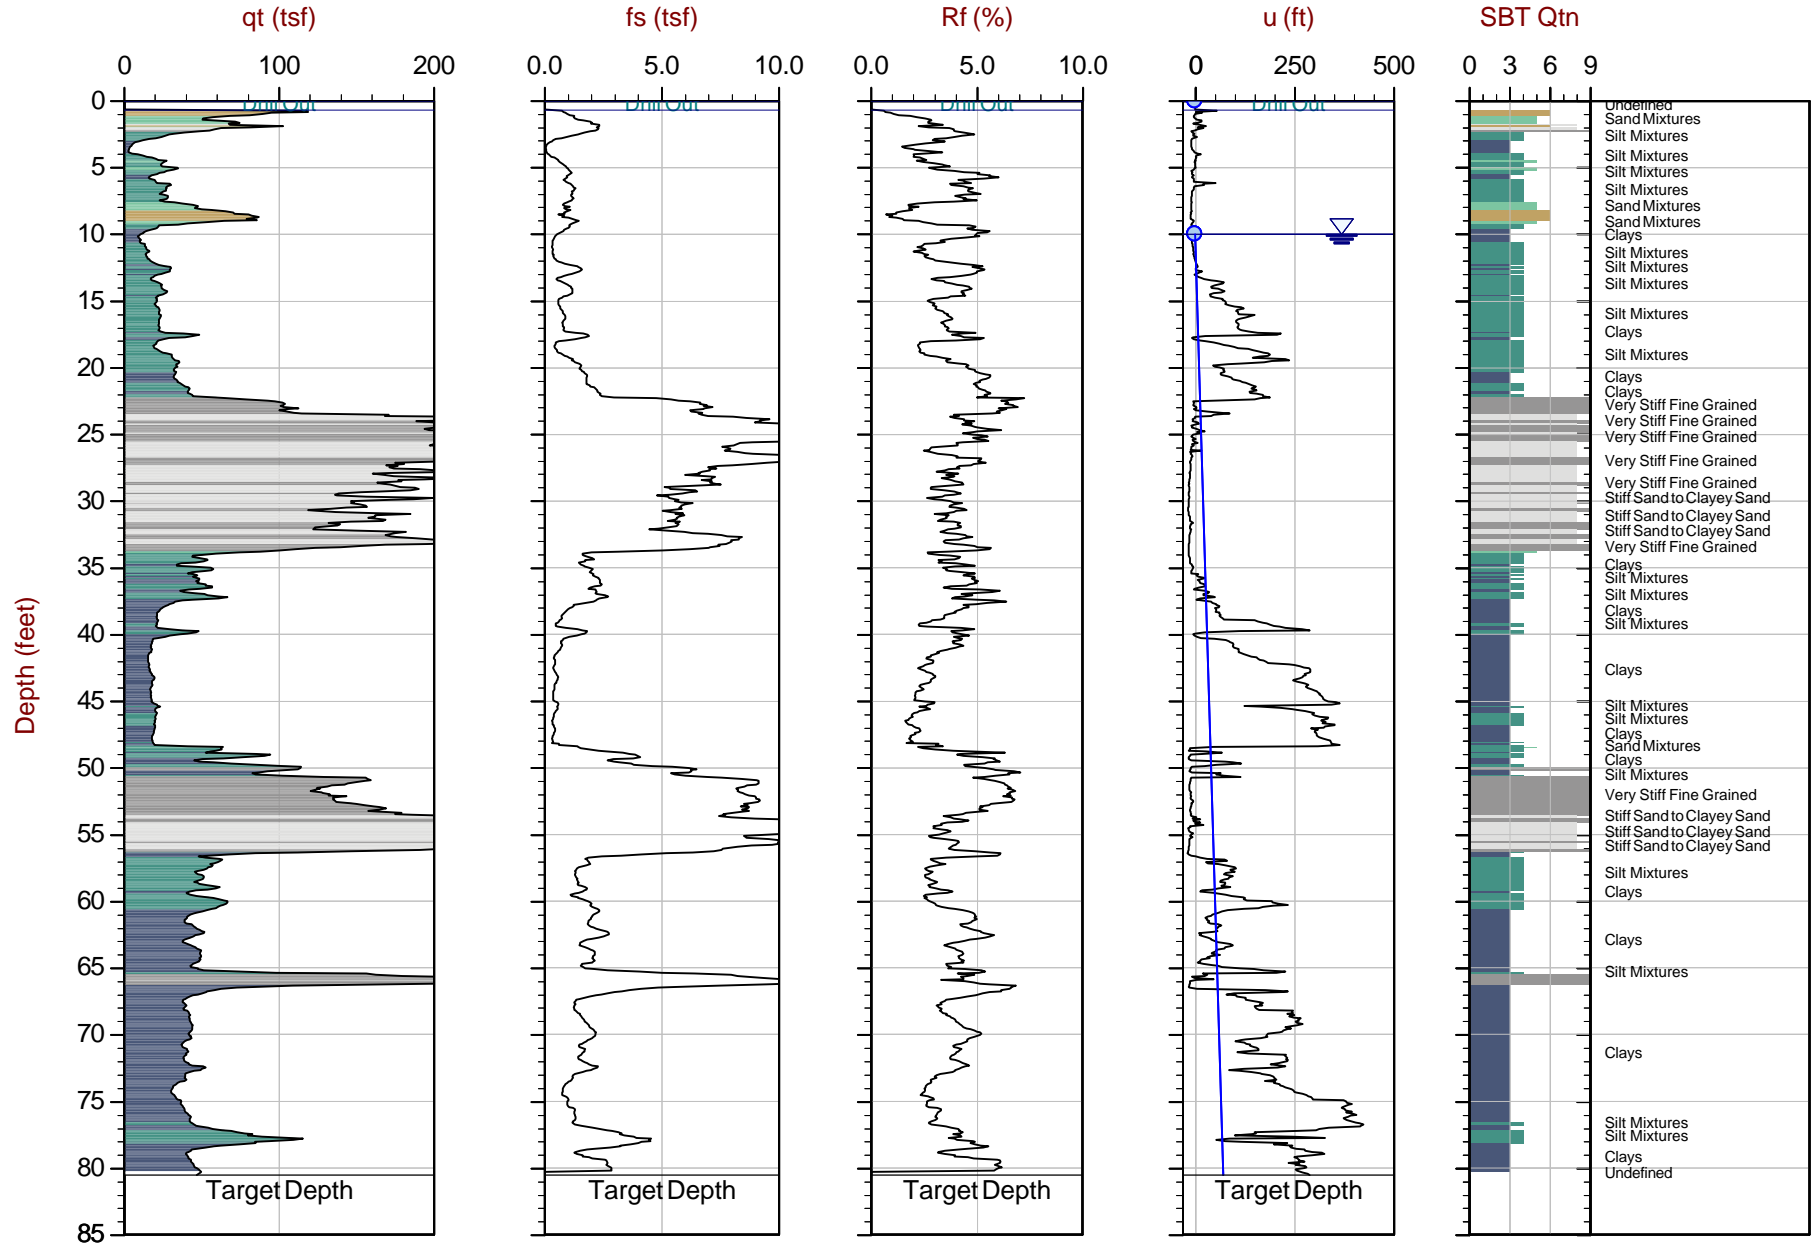 qt (tsf) fs (tsf) Rf (%) u (ft) SBT Qtn
0 100 200 0.0 5.0 10.0 0.0 5.0 10.0 0 250 500 0 3 6 9
Drill Out Drill Out Drill Out Drill Out
Depth (feet)
0
5
10
15
20
25
30
35
40
45
50
55
60
65
70
75
80
85
Undefined
Sand Mixtures
Silt Mixtures
Silt Mixtures
Silt Mixtures
Silt Mixtures
Sand Mixtures
Sand Mixtures
Clays
Silt Mixtures
Silt Mixtures
Silt Mixtures
Silt Mixtures
Clays
Silt Mixtures
Clays
Clays
Very Stiff Fine Grained
Very Stiff Fine Grained
Very Stiff Fine Grained
Very Stiff Fine Grained
Very Stiff Fine Grained
Stiff Sand to Clayey Sand
Stiff Sand to Clayey Sand
Stiff Sand to Clayey Sand
Very Stiff Fine Grained
Clays
Silt Mixtures
Silt Mixtures
Clays
Silt Mixtures
Clays
Silt Mixtures
Silt Mixtures
Clays
Sand Mixtures
Clays
Silt Mixtures
Very Stiff Fine Grained
Stiff Sand to Clayey Sand
Stiff Sand to Clayey Sand
Stiff Sand to Clayey Sand
Silt Mixtures
Clays
Clays
Silt Mixtures
Clays
Silt Mixtures
Silt Mixtures
Clays
Undefined
Target Depth Target Depth Target Depth Target Depth